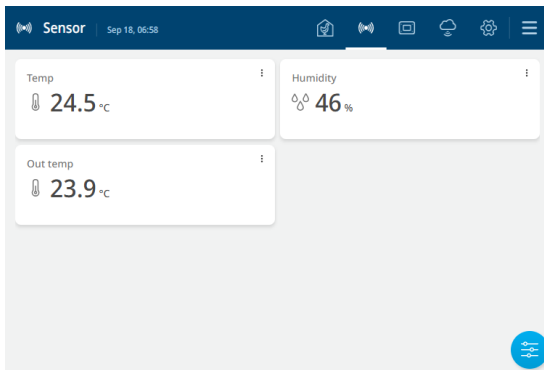 Sensor Sep 18, 06:58
Temp
24.5 °C
Humidity
46 %
Out temp
23.9 °C